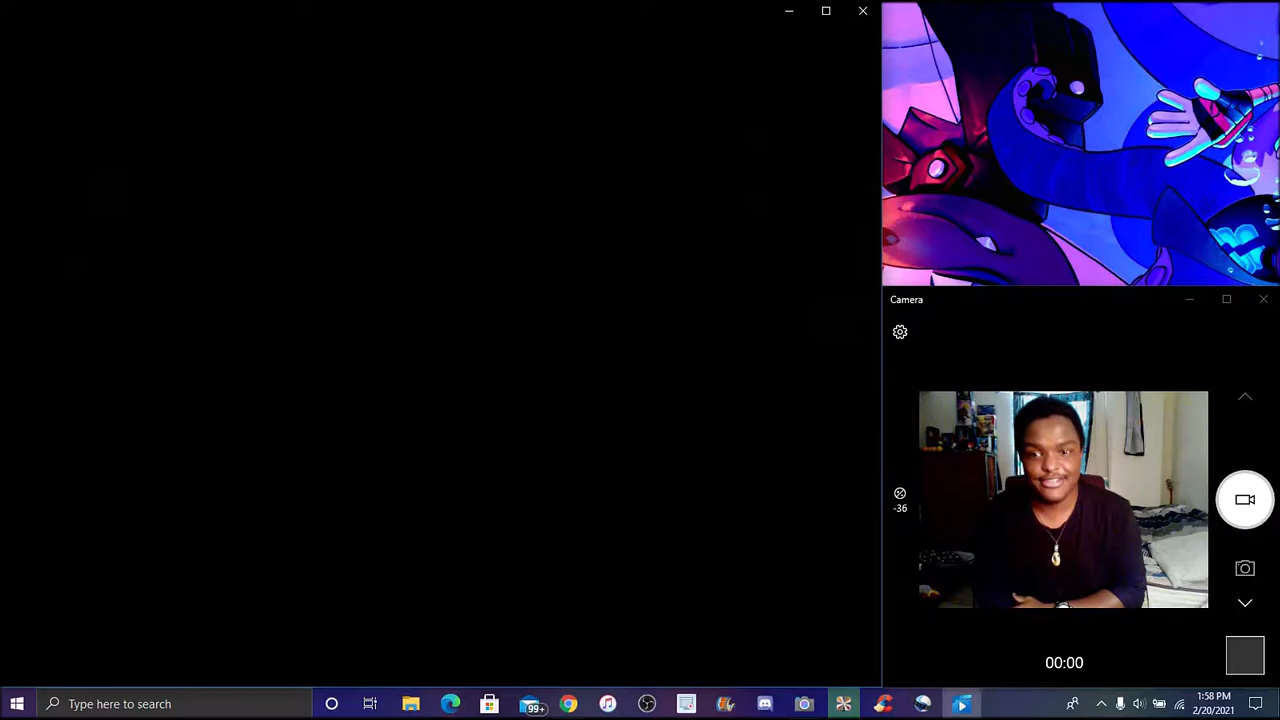 Camera
-36
00:00
Type here to search
99+
1:58 PM
2/20/2021